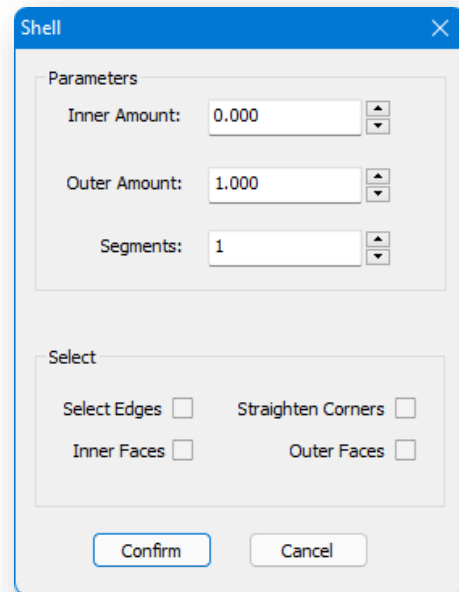 Shell
Parameters
Inner Amount: 0.000
Outer Amount: 1.000
Segments: 1
Select
Select Edges Straighten Corners
Inner Faces Outer Faces
Confirm Cancel